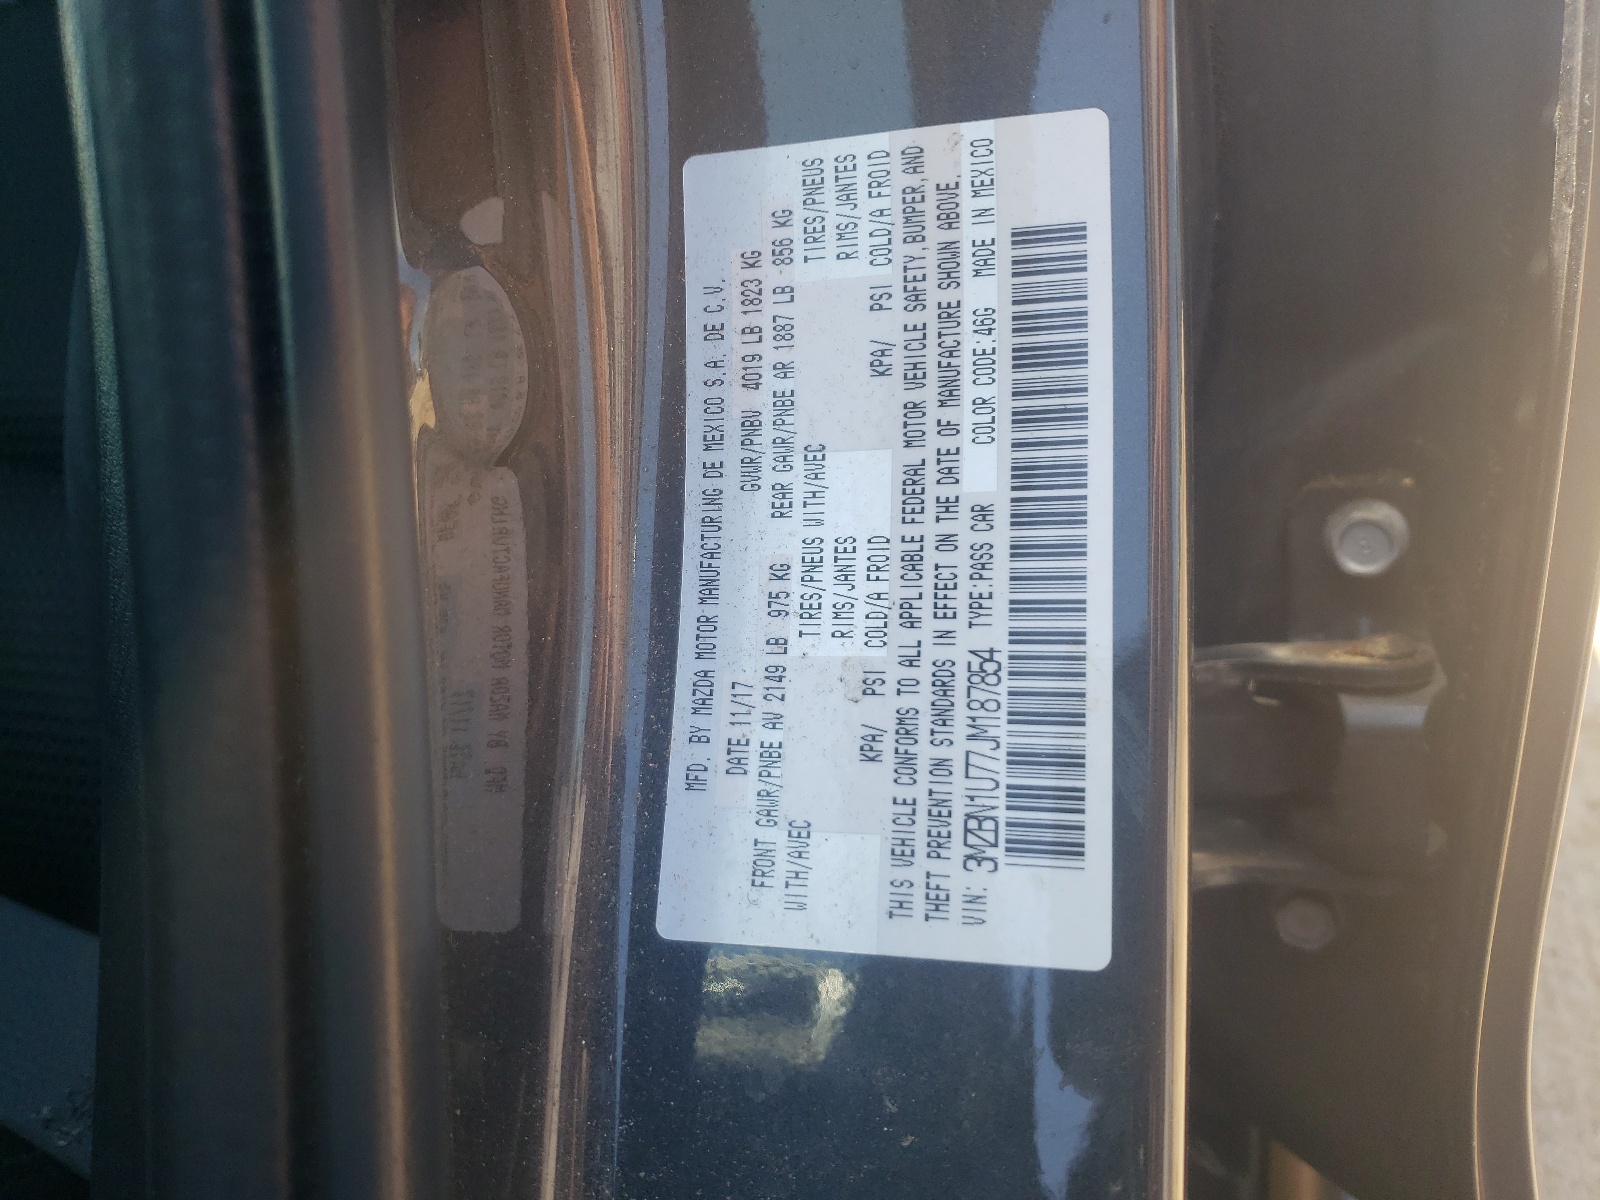 MFD. BY MAZDA MOTOR MANUFACTURING DE MEXICO S.A. DE C.V.
DATE 11/17 GVWR/PNBV 4019 LB 1823 KG
FRONT GAWR/PNBE AV 2149 LB 975 KG REAR GAWR/PNBE AR 1887 LB 856 KG
WITH/AVEC TIRES/PNEUS WITH/AVEC TIRES/PNEUS
RIMS/JANTES RIMS/JANTES
KPA/ PSI COLD/A FROID KPA/ PSI COLD/A FROID
THIS VEHICLE CONFORMS TO ALL APPLICABLE FEDERAL MOTOR VEHICLE SAFETY, BUMPER, AND
THEFT PREVENTION STANDARDS IN EFFECT ON THE DATE OF MANUFACTURE SHOWN ABOVE.
VIN: 3MZBN1U77JM187854 TYPE:PASS CAR COLOR CODE:46G MADE IN MEXICO